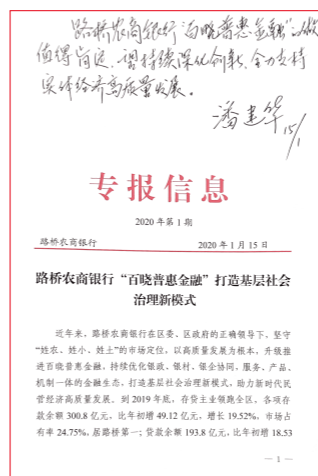 路桥农商银行"百晓普惠金融"的做法
值得肯定，望持续深化创新，全力支持
实体经济高质量发展。
潘建华
15/1
专报信息
2020年第1期
路桥农商银行 2020年1月15日
路桥农商银行“百晓普惠金融”打造基层社会
治理新模式
近年来，路桥农商银行在区委、区政府的正确领导下，坚守
“姓农、姓小、姓土”的市场定位，以高质量发展为根本，升级推
进百晓普惠金融，持续优化银政、银村、银企协同，服务、产品、
机制一体的金融生态，打造基层社会治理新模式，助力新时代民
营经济高质量发展。到 2019 年底，存贷主业领跑全区，各项存
款余额 300.8 亿元，比年初增 49.12 亿元，增长 19.52%，市场占
有率 24.75%，居路桥第一；贷款余额 193.8 亿元，比年初增 18.53
— 1 —